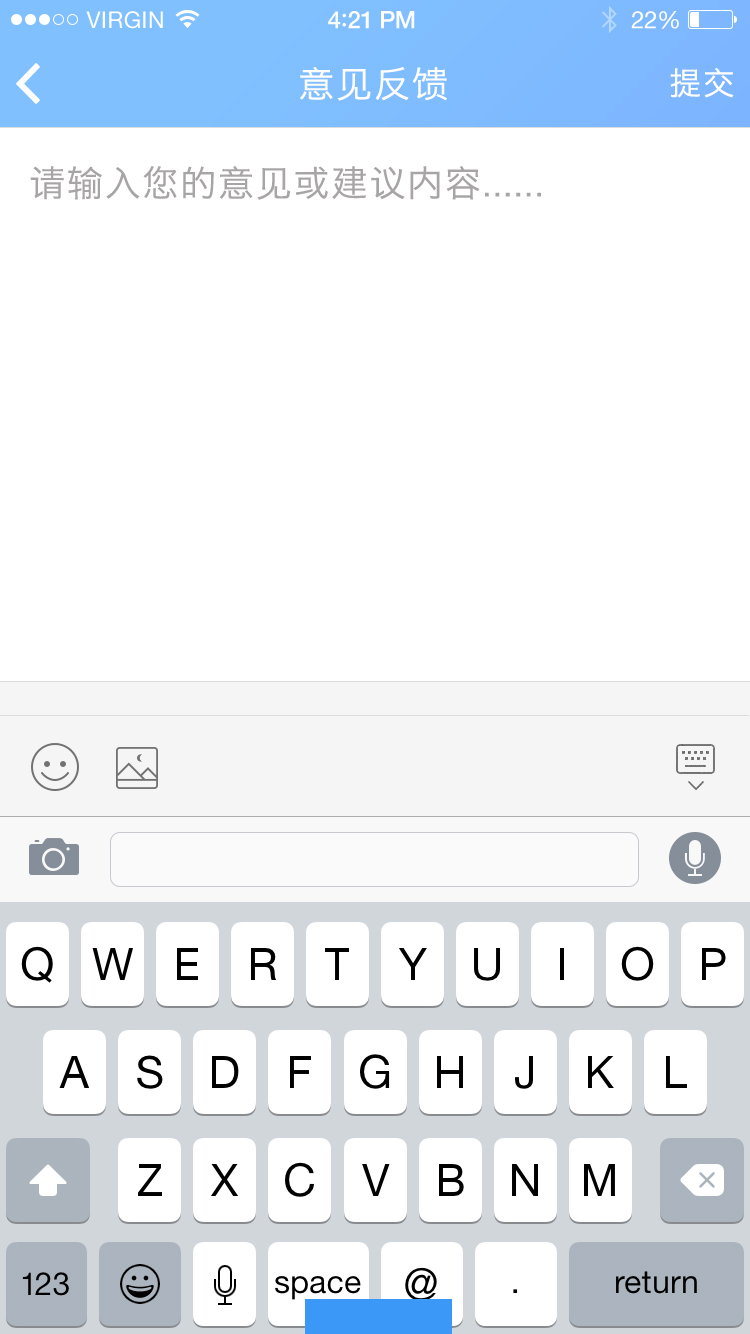 VIRGIN 4:21 PM 22%
意见反馈 提交
请输入您的意见或建议内容......
Q W E R T Y U I O P
A S D F G H J K L
Z X C V B N M
123 space @ . return